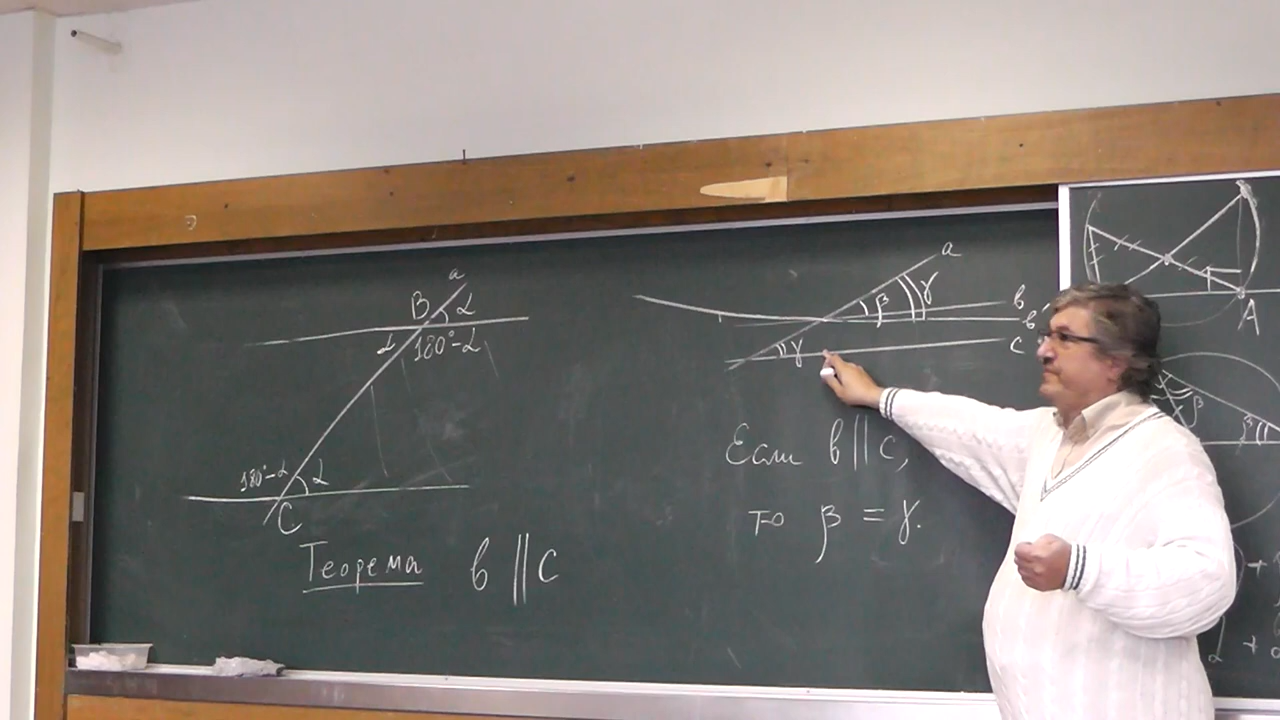 a
B α
α 180°-α
180°-α α
C
Теорема в || c
a
β γ
в
в'
γ
c
Если в || c,
то β = γ.
A
β
β